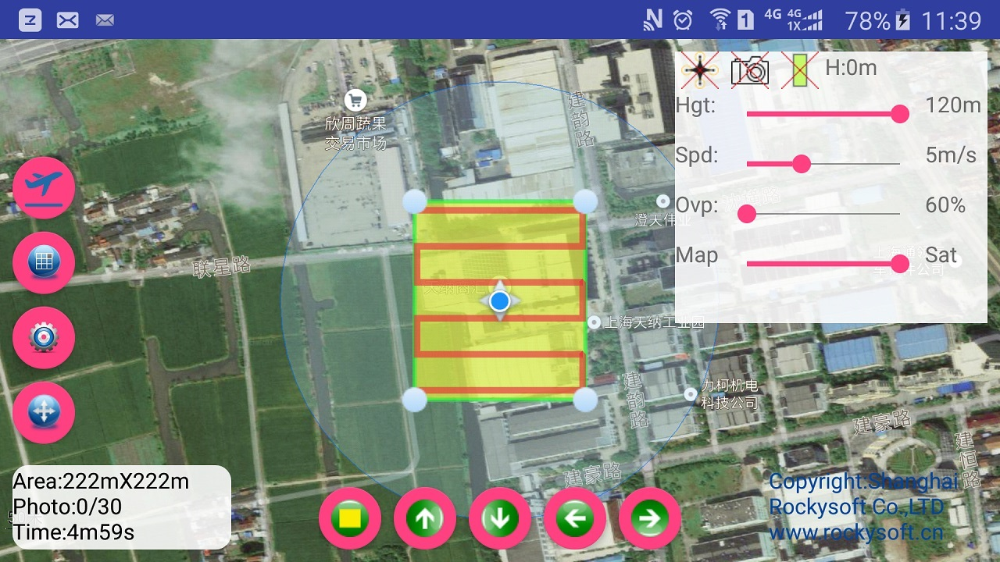 1
4G
4G
1X
78%
11:39
H:0m
Hgt:
120m
Spd:
5m/s
Ovp:
60%
Map
Sat
欣周蔬果
交易市场
建韵路
澄天伟业
联星路
上海天纳工业园
力柯机电
科技公司
建韵路
建豪路
建恒路
建豪路
Area:222mX222m
Photo:0/30
Time:4m59s
Copyright:Shanghai
Rockysoft Co.,LTD
www.rockysoft.cn